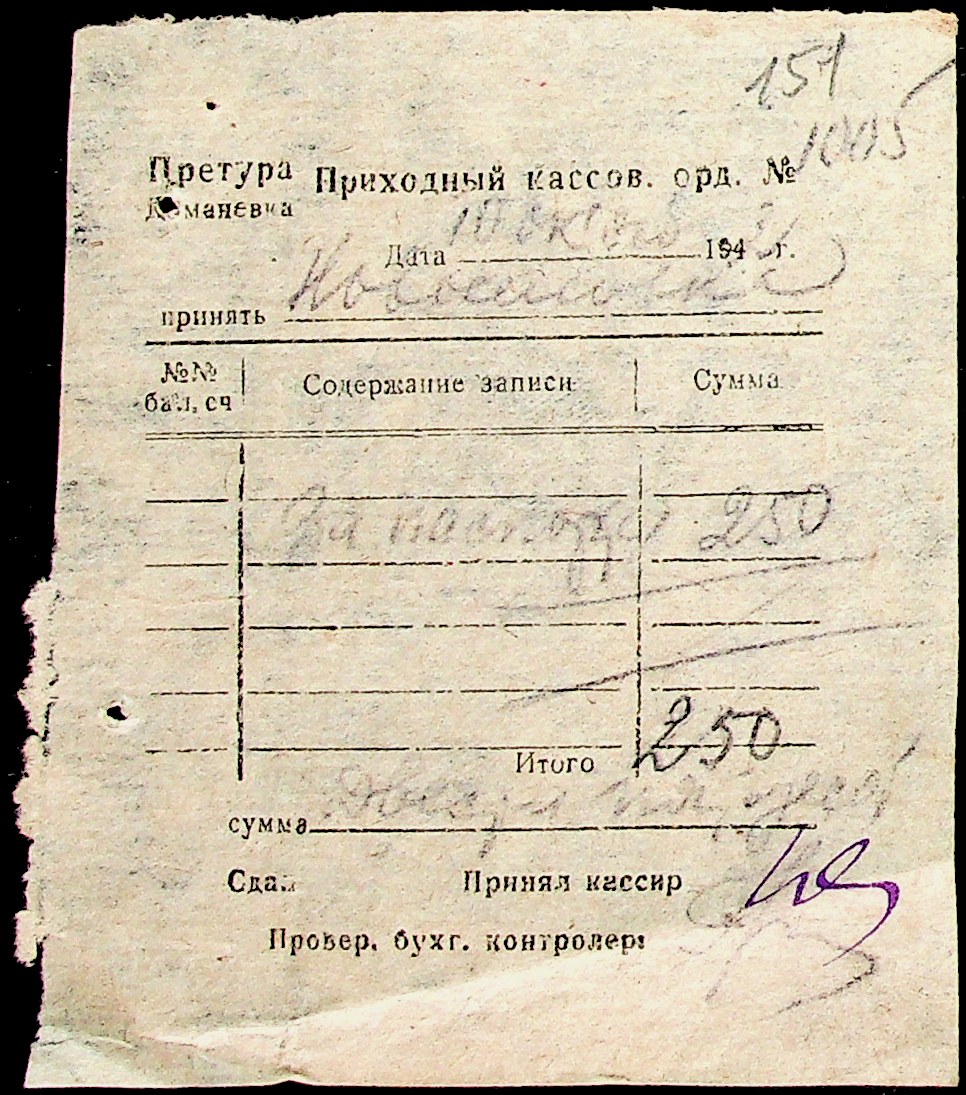 151
1005
Претура Приходный кассов. орд. №
Доманевка
Дата 194 г.
принять
№№ бал. сч Содержание записи Сумма
За 250
Итого 250
сумма
Сдал Принял кассир
Провер. бухг. контролер: